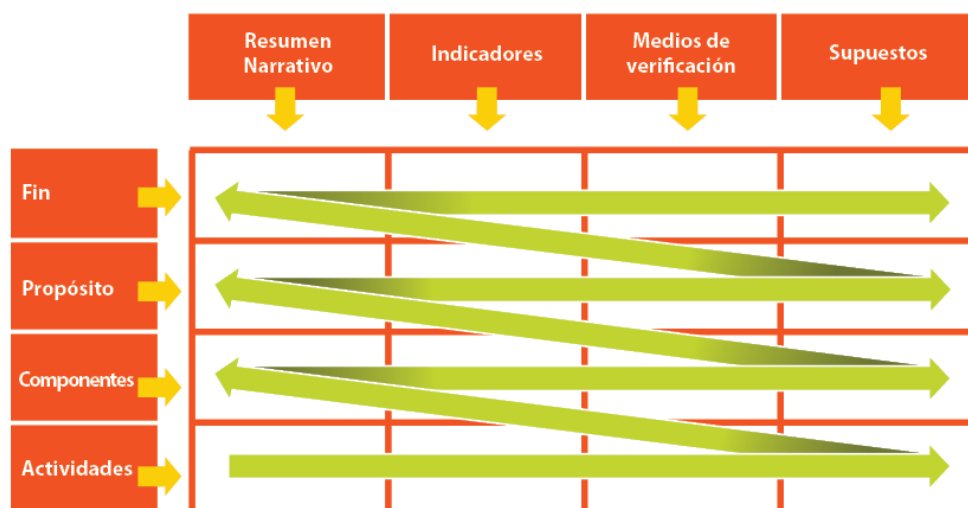 Resumen
Narrativo
Indicadores
Medios de
verificación
Supuestos
Fin
Propósito
Componentes
Actividades